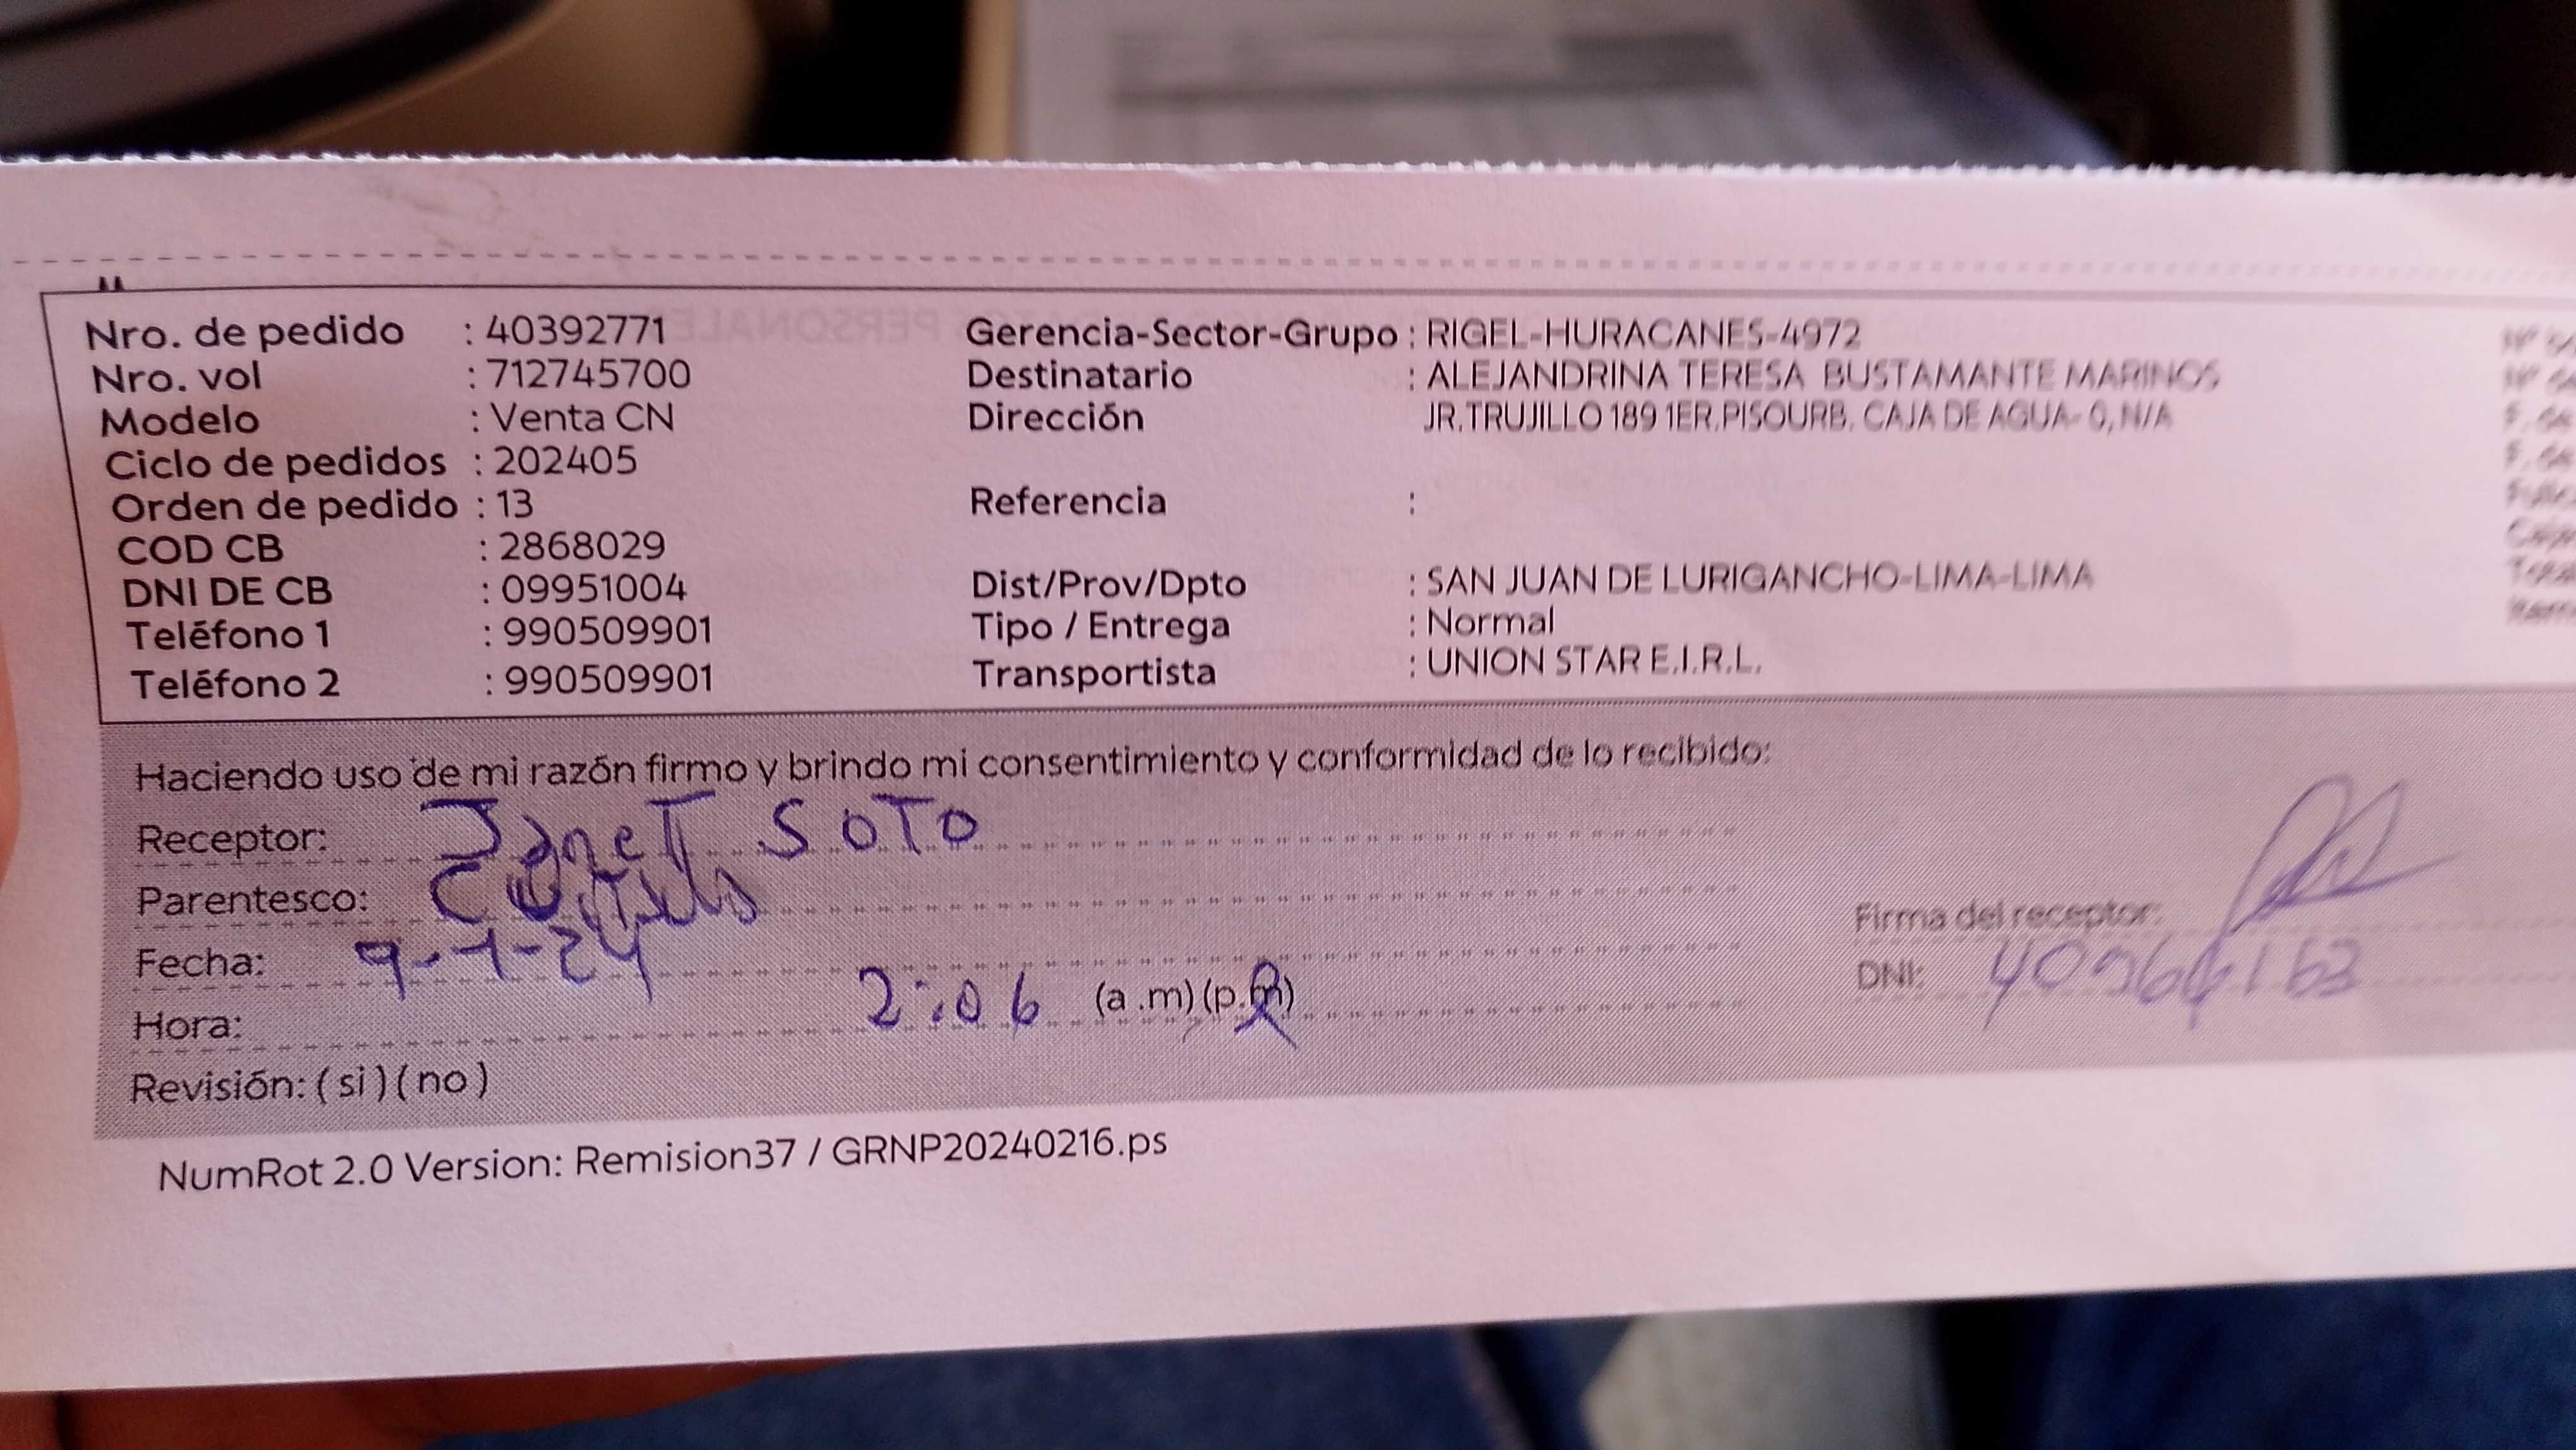 Nro. de pedido : 40392771
Nro. vol : 712745700
Modelo : Venta CN
Ciclo de pedidos : 202405
Orden de pedido : 13
COD CB : 2868029
DNI DE CB : 09951004
Teléfono 1 : 990509901
Teléfono 2 : 990509901
Gerencia-Sector-Grupo : RIGEL-HURACANES-4972
Destinatario : ALEJANDRINA TERESA BUSTAMANTE MARINOS
Dirección JR.TRUJILLO 189 1ER.PISOURB. CAJA DE AGUA- 0, N/A
Referencia :
Dist/Prov/Dpto : SAN JUAN DE LURIGANCHO-LIMA-LIMA
Tipo / Entrega : Normal
Transportista : UNION STAR E.I.R.L.
Haciendo uso de mi razón firmo y brindo mi consentimiento y conformidad de lo recibido:
Receptor: Janett SOTO
Parentesco:
Fecha: 9-4-24
Hora: 2:06 (a .m) (p.m)
Revisión: ( si ) ( no )
Firma del receptor:
DNI:
NumRot 2.0 Version: Remision37 / GRNP20240216.ps